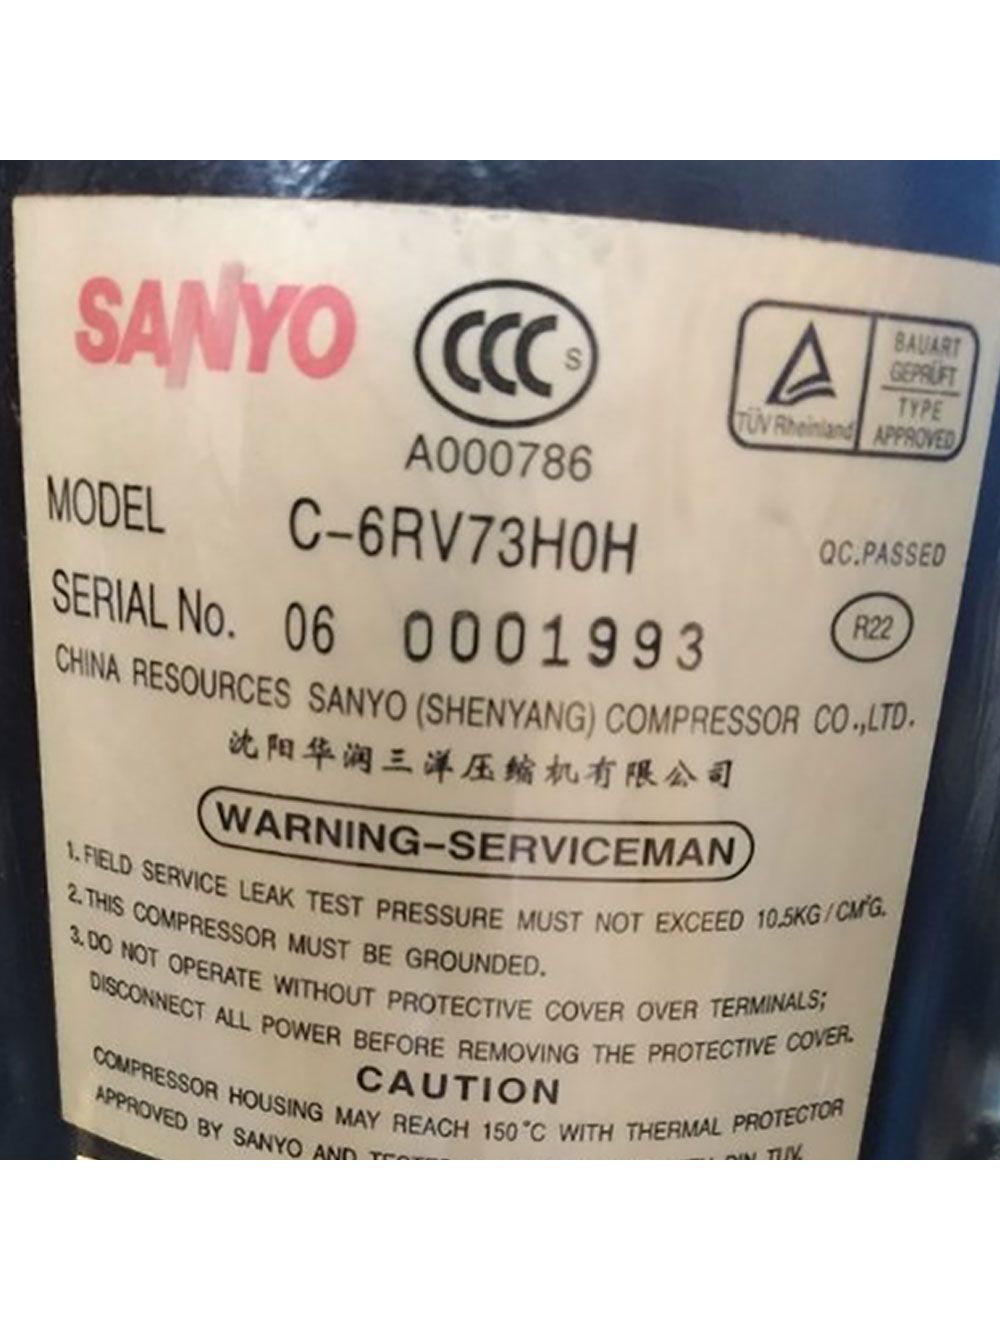 SANYO
CCC S
A000786
TÜV Rheinland
BAUART
GEPRÜFT
TYPE
APPROVED
MODEL C-6RV73H0H
QC.PASSED
SERIAL No. 06 0001993
R22
CHINA RESOURCES SANYO (SHENYANG) COMPRESSOR CO.,LTD.
沈阳华润三洋压缩机有限公司
WARNING-SERVICEMAN
1. FIELD SERVICE LEAK TEST PRESSURE MUST NOT EXCEED 10.5KG/CM²G.
2. THIS COMPRESSOR MUST BE GROUNDED.
3. DO NOT OPERATE WITHOUT PROTECTIVE COVER OVER TERMINALS;
DISCONNECT ALL POWER BEFORE REMOVING THE PROTECTIVE COVER.
CAUTION
COMPRESSOR HOUSING MAY REACH 150°C WITH THERMAL PROTECTOR
APPROVED BY SANYO AND DIN TUV.